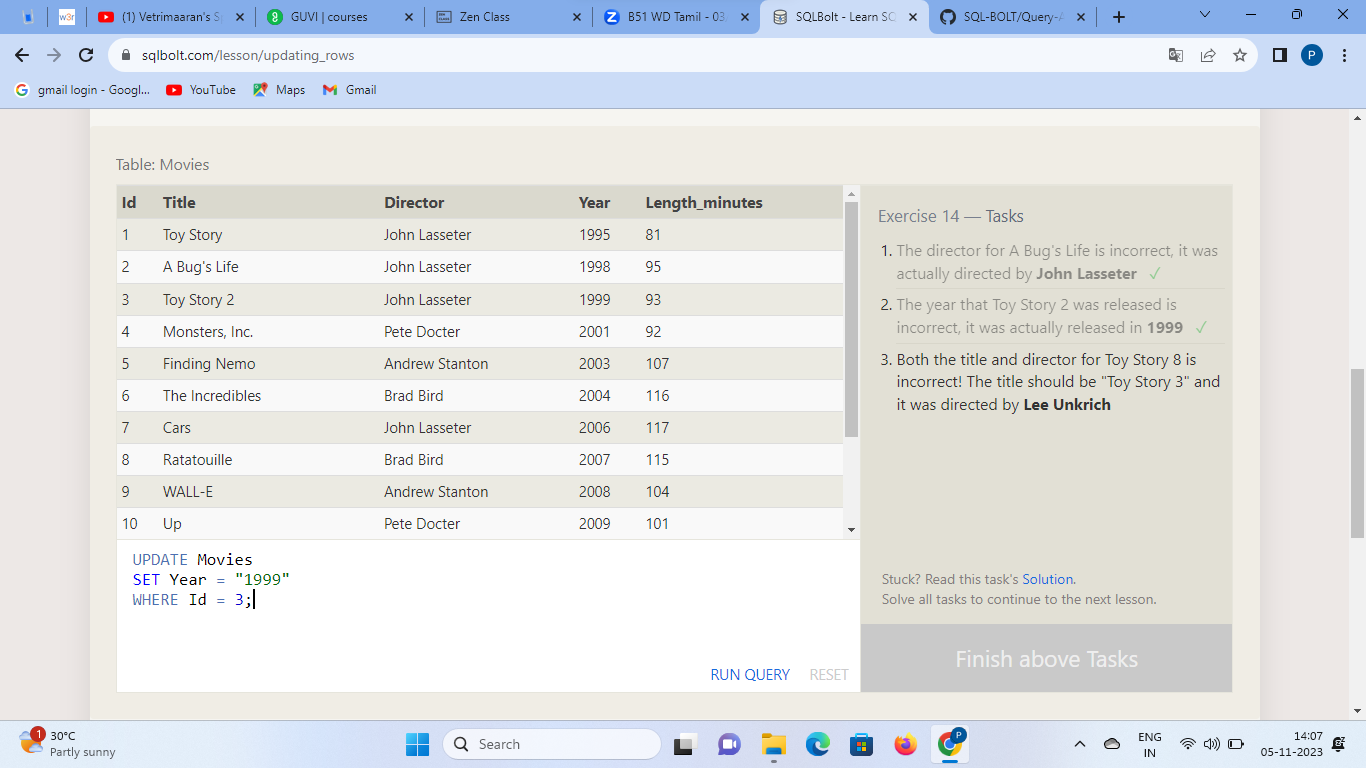 (1) Vetrimaaran's S
GUVI | courses
Zen Class
B51 WD Tamil - 03
SQLBolt - Learn SQ
SQL-BOLT/Query-
sqlbolt.com/lesson/updating_rows
P
gmail login - Googl...
YouTube
Maps
Gmail
Table: Movies
Id Title Director Year Length_minutes
1 Toy Story John Lasseter 1995 81
2 A Bug's Life John Lasseter 1998 95
3 Toy Story 2 John Lasseter 1999 93
4 Monsters, Inc. Pete Docter 2001 92
5 Finding Nemo Andrew Stanton 2003 107
6 The Incredibles Brad Bird 2004 116
7 Cars John Lasseter 2006 117
8 Ratatouille Brad Bird 2007 115
9 WALL-E Andrew Stanton 2008 104
10 Up Pete Docter 2009 101
UPDATE Movies
SET Year = "1999"
WHERE Id = 3;
RUN QUERY RESET
Exercise 14 — Tasks
1. The director for A Bug's Life is incorrect, it was
actually directed by John Lasseter ✓
2. The year that Toy Story 2 was released is
incorrect, it was actually released in 1999 ✓
3. Both the title and director for Toy Story 8 is
incorrect! The title should be "Toy Story 3" and
it was directed by Lee Unkrich
Stuck? Read this task's Solution.
Solve all tasks to continue to the next lesson.
Finish above Tasks
1
30°C
Partly sunny
Search
P
ENG
IN
14:07
05-11-2023